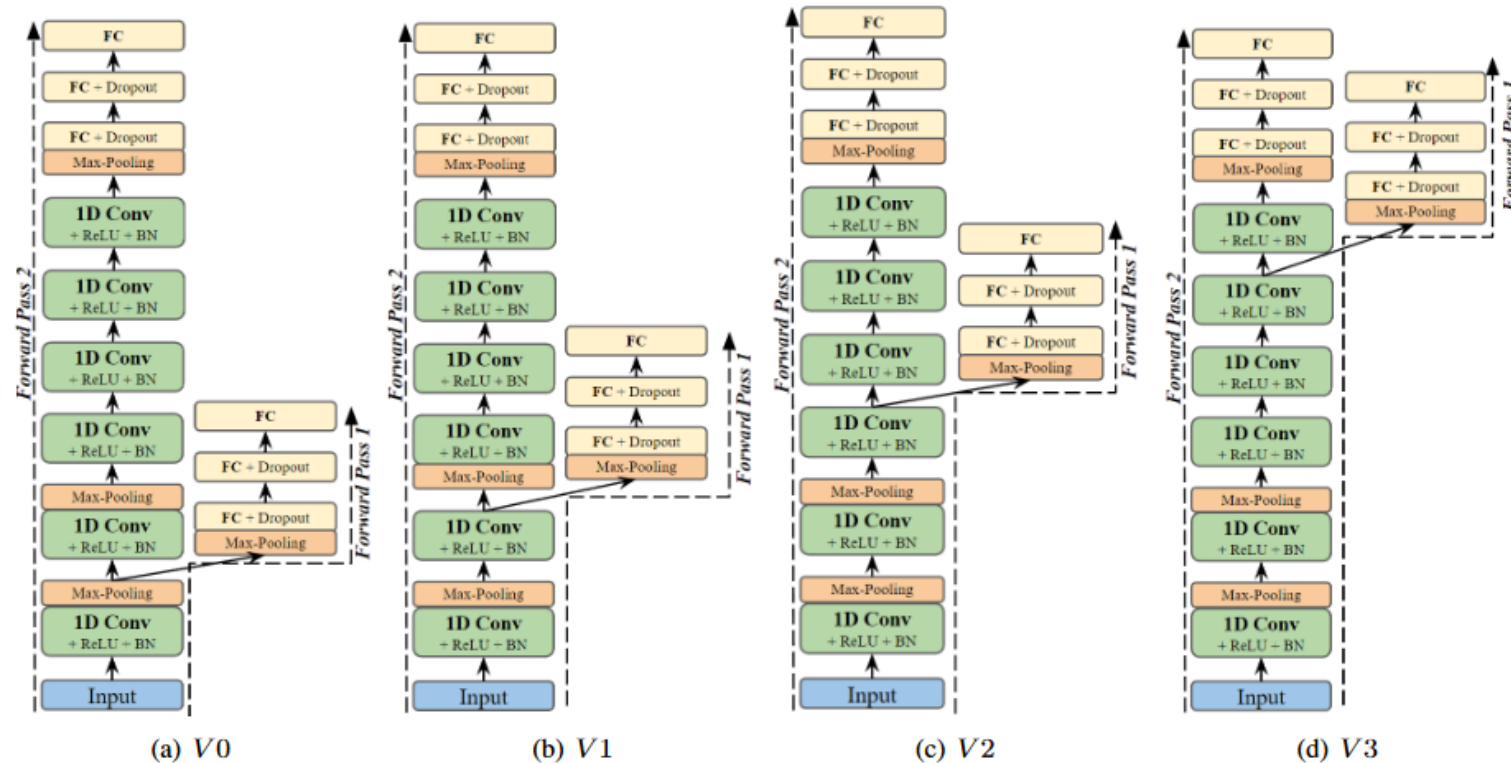 FC
FC + Dropout
FC + Dropout
Max-Pooling
1D Conv
+ ReLU + BN
1D Conv
+ ReLU + BN
1D Conv
+ ReLU + BN
1D Conv
+ ReLU + BN
Max-Pooling
1D Conv
+ ReLU + BN
Max-Pooling
1D Conv
+ ReLU + BN
Input
Forward Pass 2
FC
FC + Dropout
FC + Dropout
Max-Pooling
Forward Pass 1
(a) V0
FC
FC + Dropout
FC + Dropout
Max-Pooling
1D Conv
+ ReLU + BN
1D Conv
+ ReLU + BN
1D Conv
+ ReLU + BN
1D Conv
+ ReLU + BN
Max-Pooling
1D Conv
+ ReLU + BN
Max-Pooling
1D Conv
+ ReLU + BN
Input
Forward Pass 2
FC
FC + Dropout
FC + Dropout
Max-Pooling
Forward Pass 1
(b) V1
FC
FC + Dropout
FC + Dropout
Max-Pooling
1D Conv
+ ReLU + BN
1D Conv
+ ReLU + BN
1D Conv
+ ReLU + BN
1D Conv
+ ReLU + BN
Max-Pooling
1D Conv
+ ReLU + BN
Max-Pooling
1D Conv
+ ReLU + BN
Input
Forward Pass 2
FC
FC + Dropout
FC + Dropout
Max-Pooling
Forward Pass 1
(c) V2
FC
FC + Dropout
FC + Dropout
Max-Pooling
1D Conv
+ ReLU + BN
1D Conv
+ ReLU + BN
1D Conv
+ ReLU + BN
1D Conv
+ ReLU + BN
Max-Pooling
1D Conv
+ ReLU + BN
Max-Pooling
1D Conv
+ ReLU + BN
Input
Forward Pass 2
FC
FC + Dropout
FC + Dropout
Max-Pooling
Forward Pass 1
(d) V3